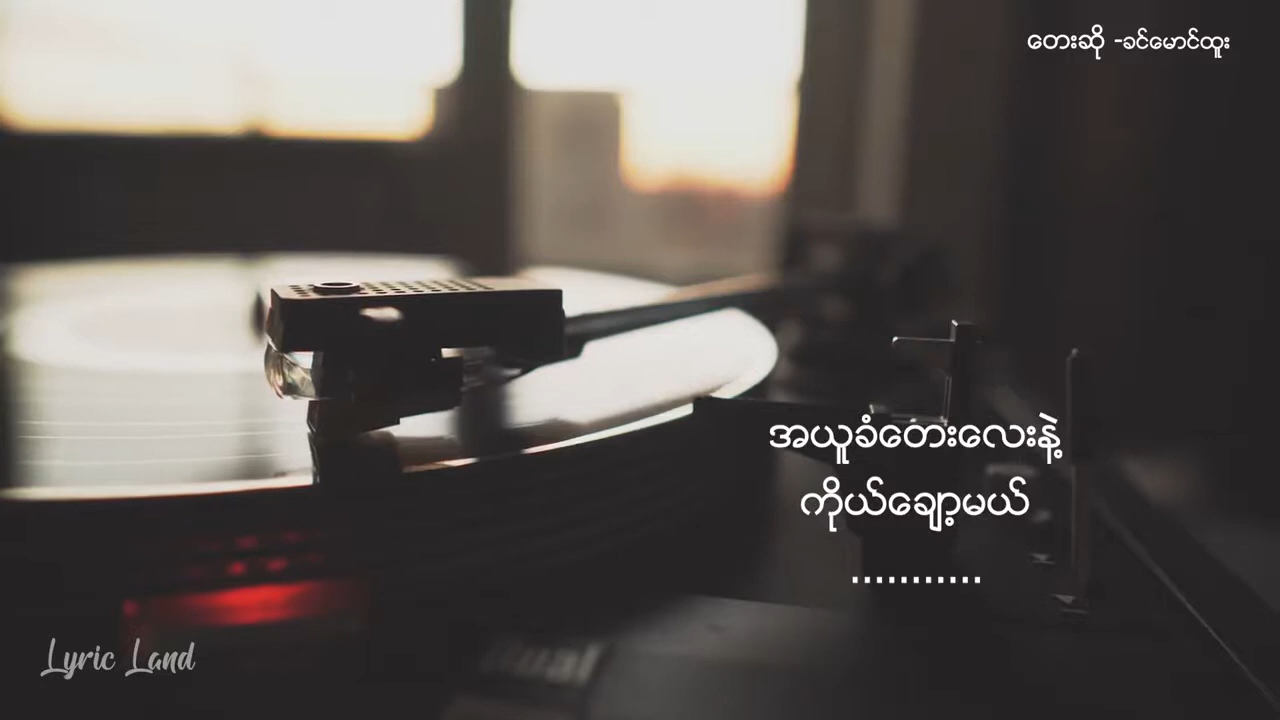 တေးဆို -ခင်မောင်ထူး
အယူခံတေးလေးနဲ့
ကိုယ်ချော့မယ်
...........
Lyric Land
dual